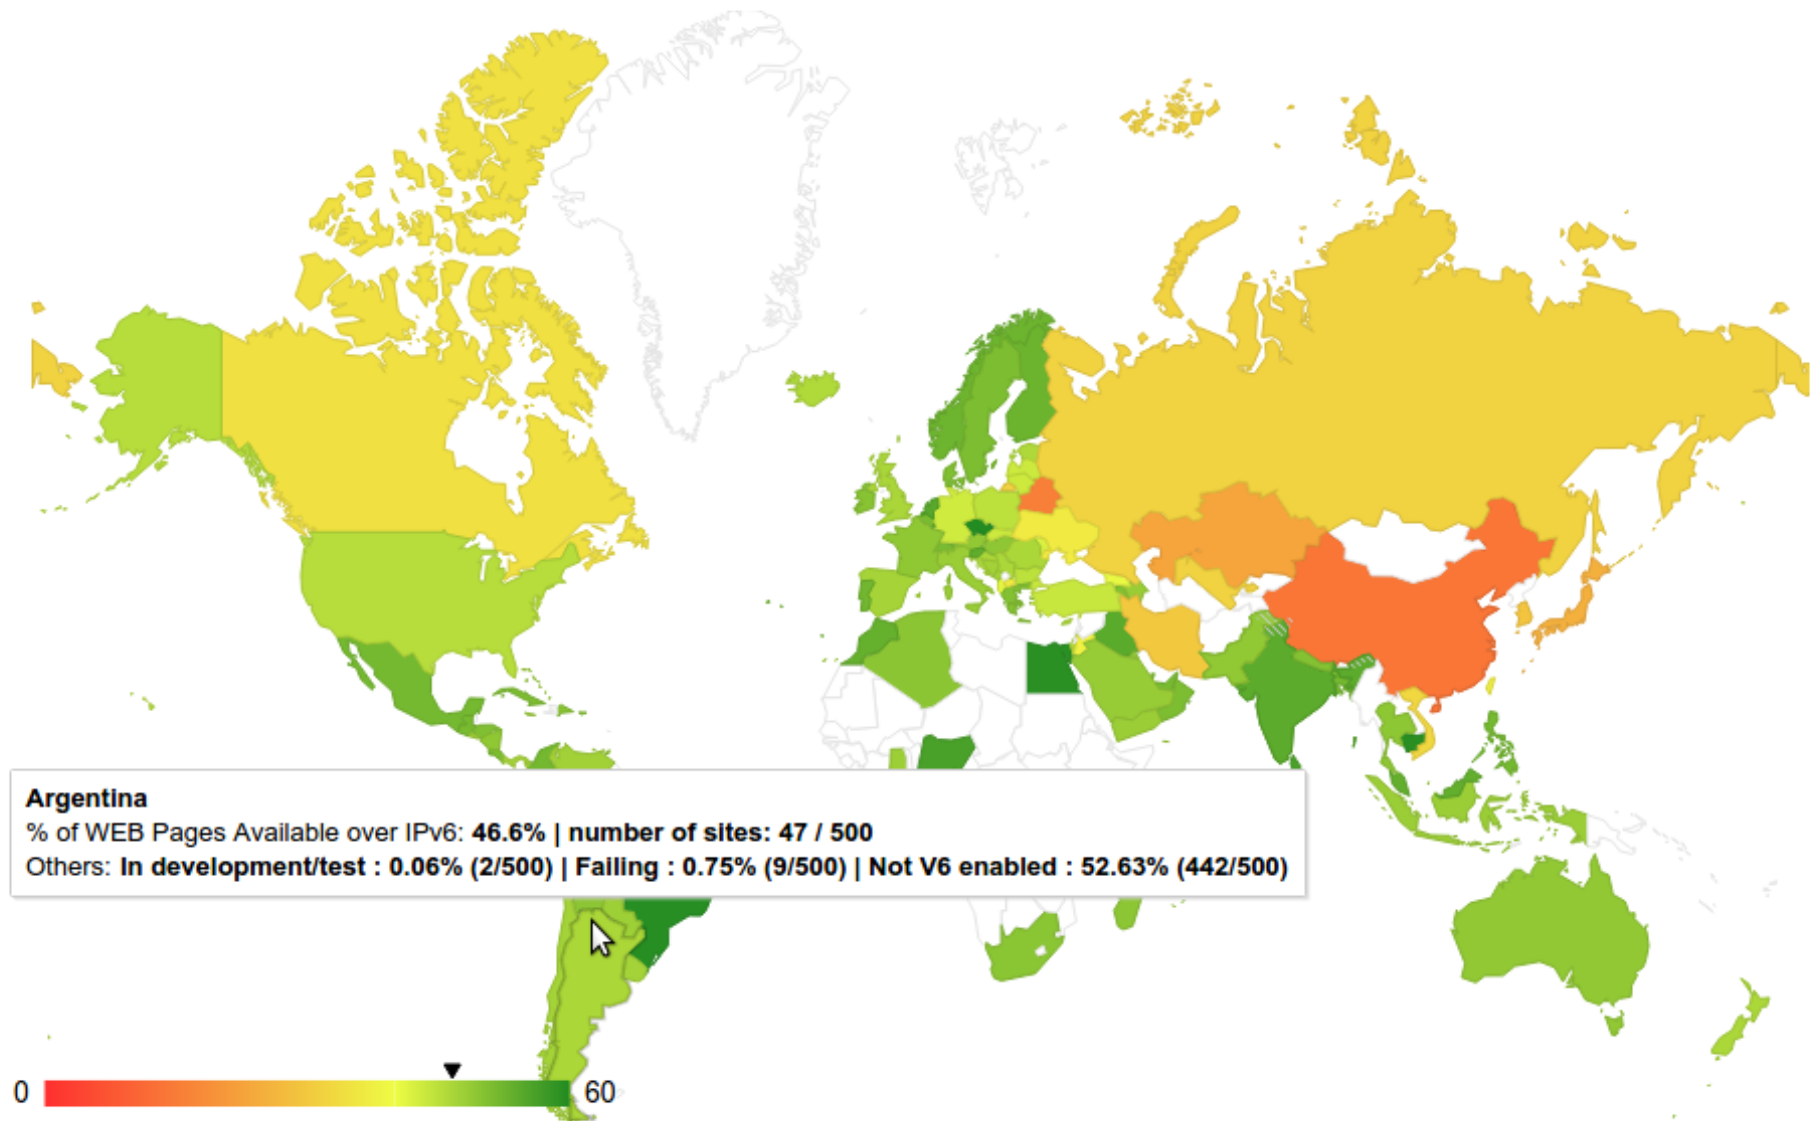 Argentina
% of WEB Pages Available over IPv6: 46.6% | number of sites: 47 / 500
Others: In development/test : 0.06% (2/500) | Failing : 0.75% (9/500) | Not V6 enabled : 52.63% (442/500)
0 60